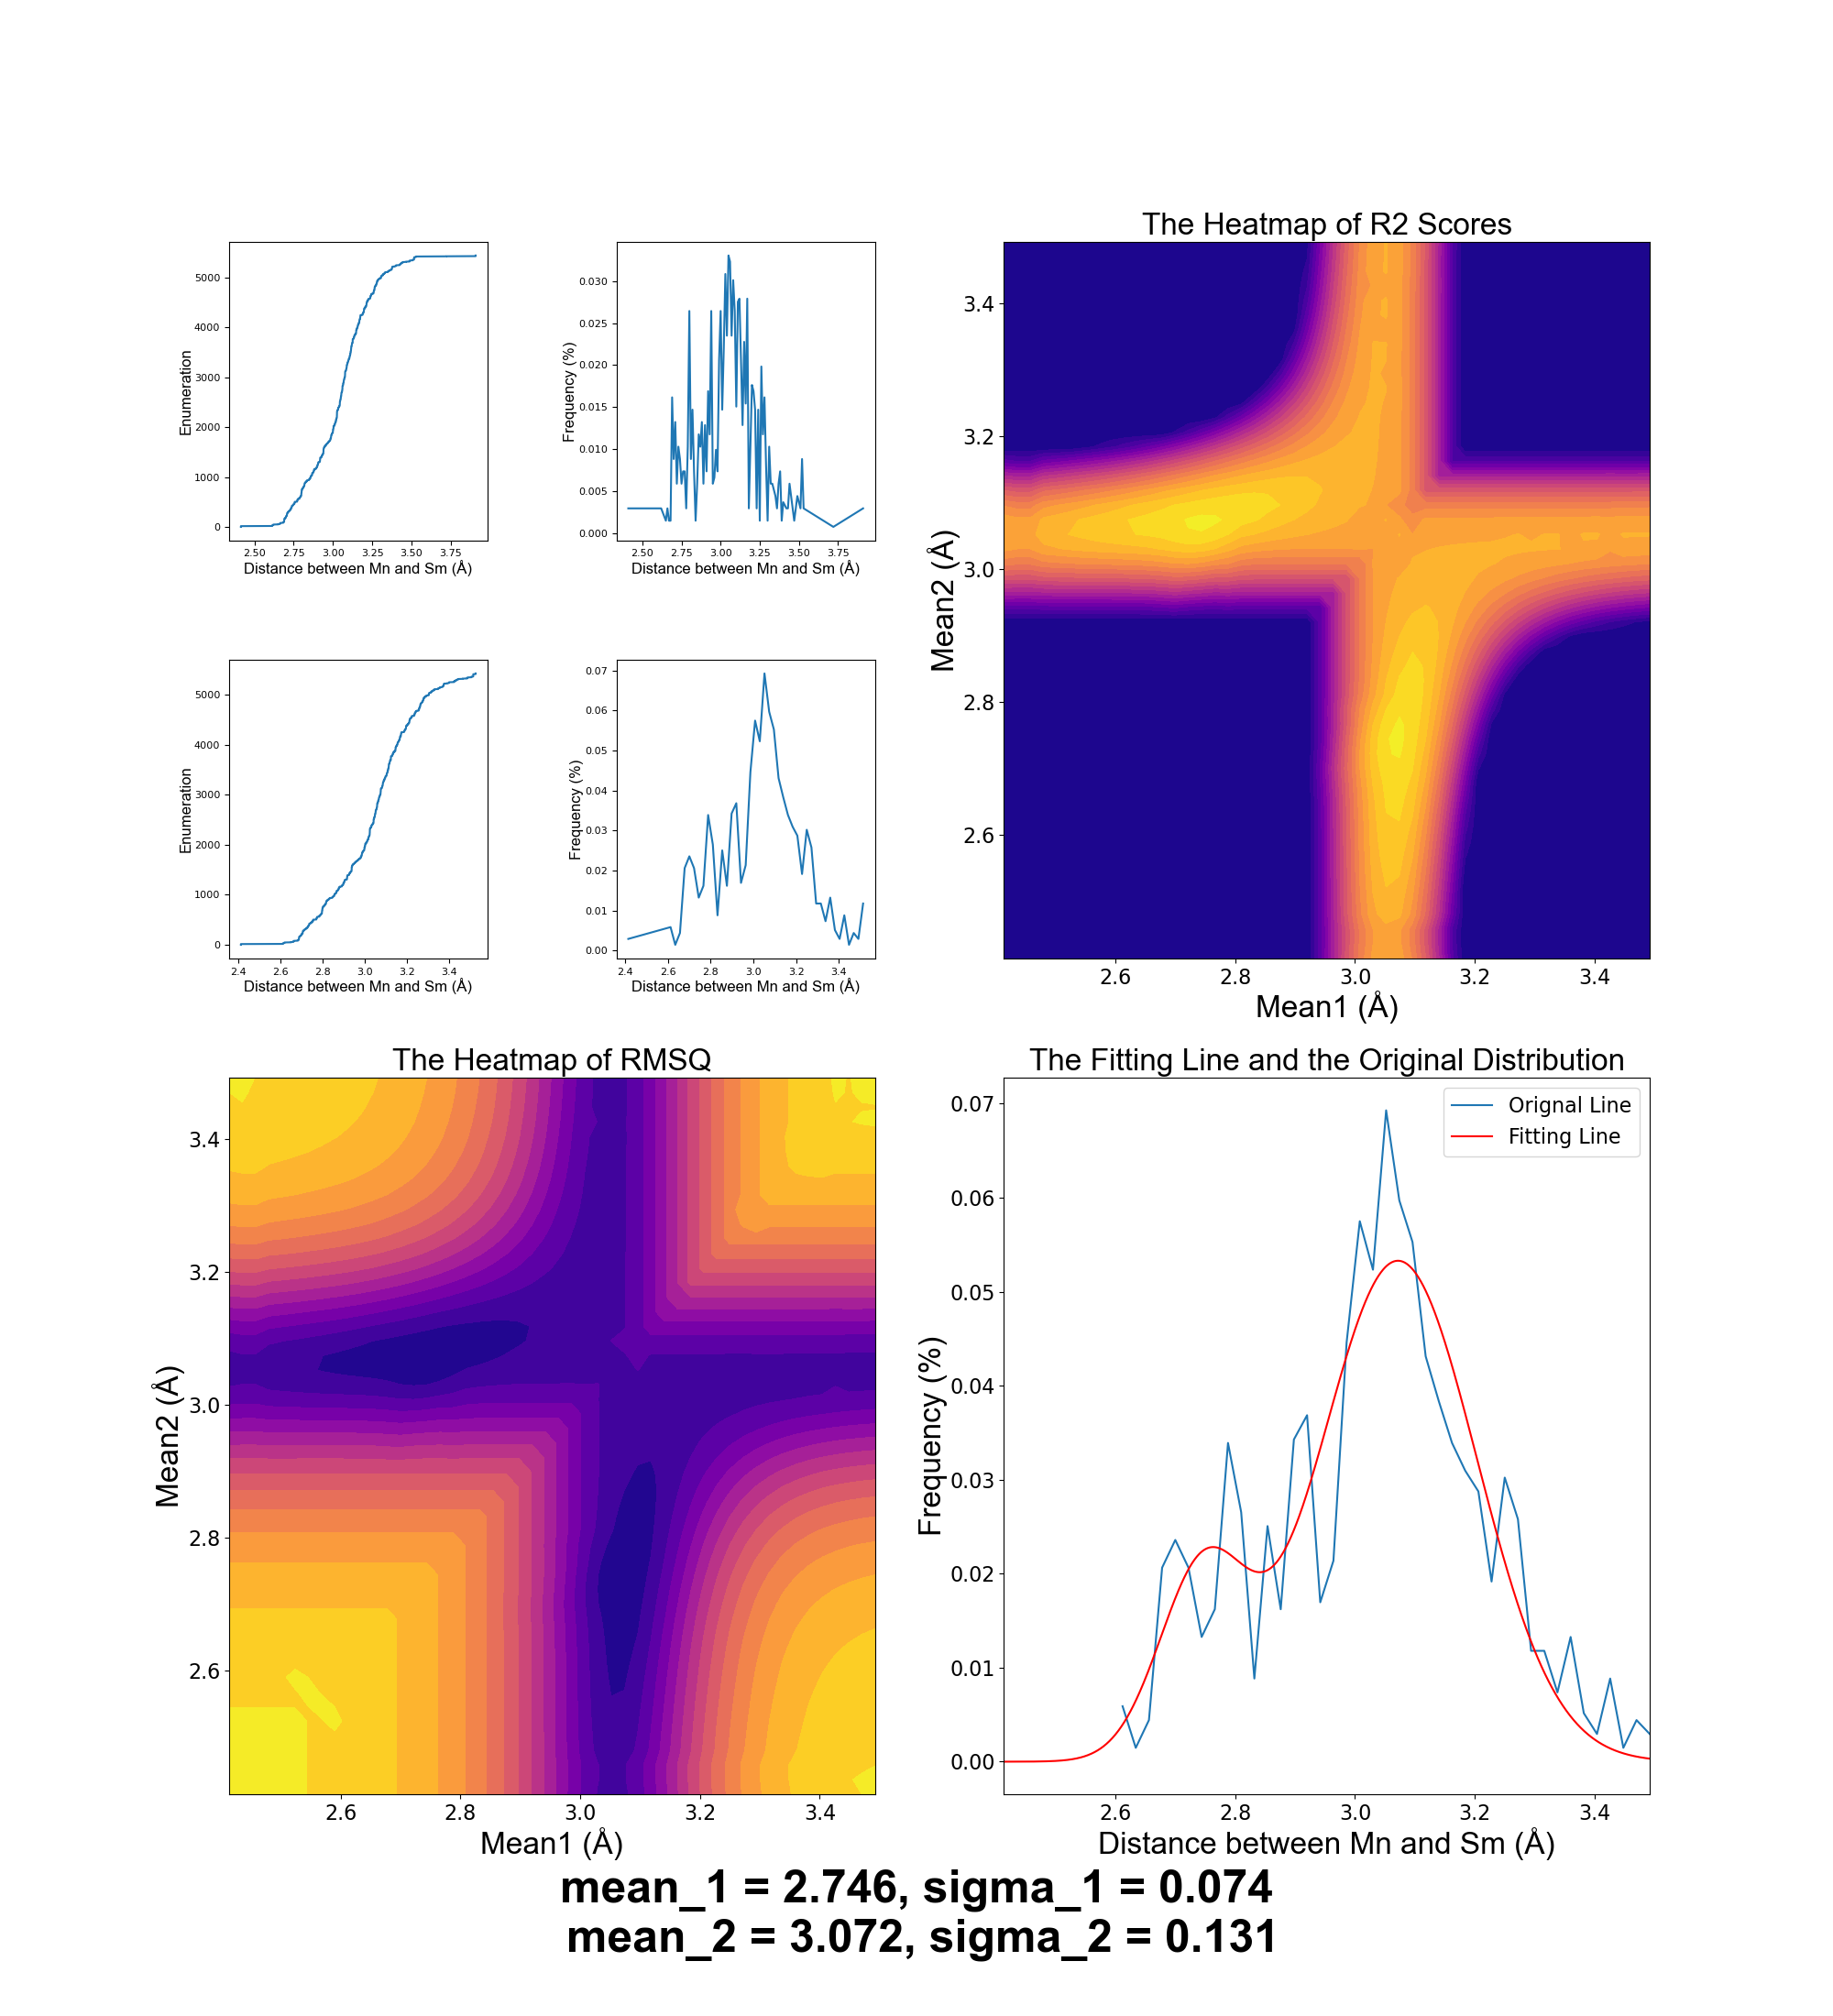 5000
4000
3000
2000
1000
0
Enumeration
2.50 2.75 3.00 3.25 3.50 3.75
Distance between Mn and Sm (Å)
0.030
0.025
0.020
0.015
0.010
0.005
0.000
Frequency (%)
2.50 2.75 3.00 3.25 3.50 3.75
Distance between Mn and Sm (Å)
The Heatmap of R2 Scores
3.4
3.2
3.0
2.8
2.6
Mean2 (Å)
2.6 2.8 3.0 3.2 3.4
Mean1 (Å)
5000
4000
3000
2000
1000
0
Enumeration
2.4 2.6 2.8 3.0 3.2 3.4
Distance between Mn and Sm (Å)
0.07
0.06
0.05
0.04
0.03
0.02
0.01
0.00
Frequency (%)
2.4 2.6 2.8 3.0 3.2 3.4
Distance between Mn and Sm (Å)
The Heatmap of RMSQ
3.4
3.2
3.0
2.8
2.6
Mean2 (Å)
2.6 2.8 3.0 3.2 3.4
Mean1 (Å)
The Fitting Line and the Original Distribution
Orignal Line
Fitting Line
0.07
0.06
0.05
0.04
0.03
0.02
0.01
0.00
Frequency (%)
2.6 2.8 3.0 3.2 3.4
Distance between Mn and Sm (Å)
mean_1 = 2.746, sigma_1 = 0.074
mean_2 = 3.072, sigma_2 = 0.131